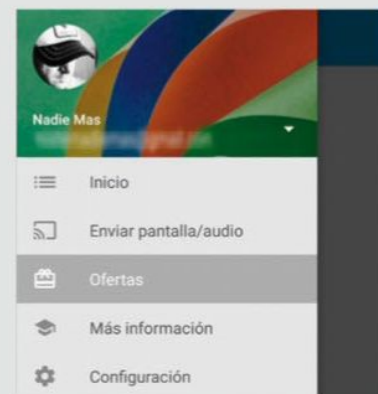 Nadie Mas
Inicio
Enviar pantalla/audio
Ofertas
Más información
Configuración